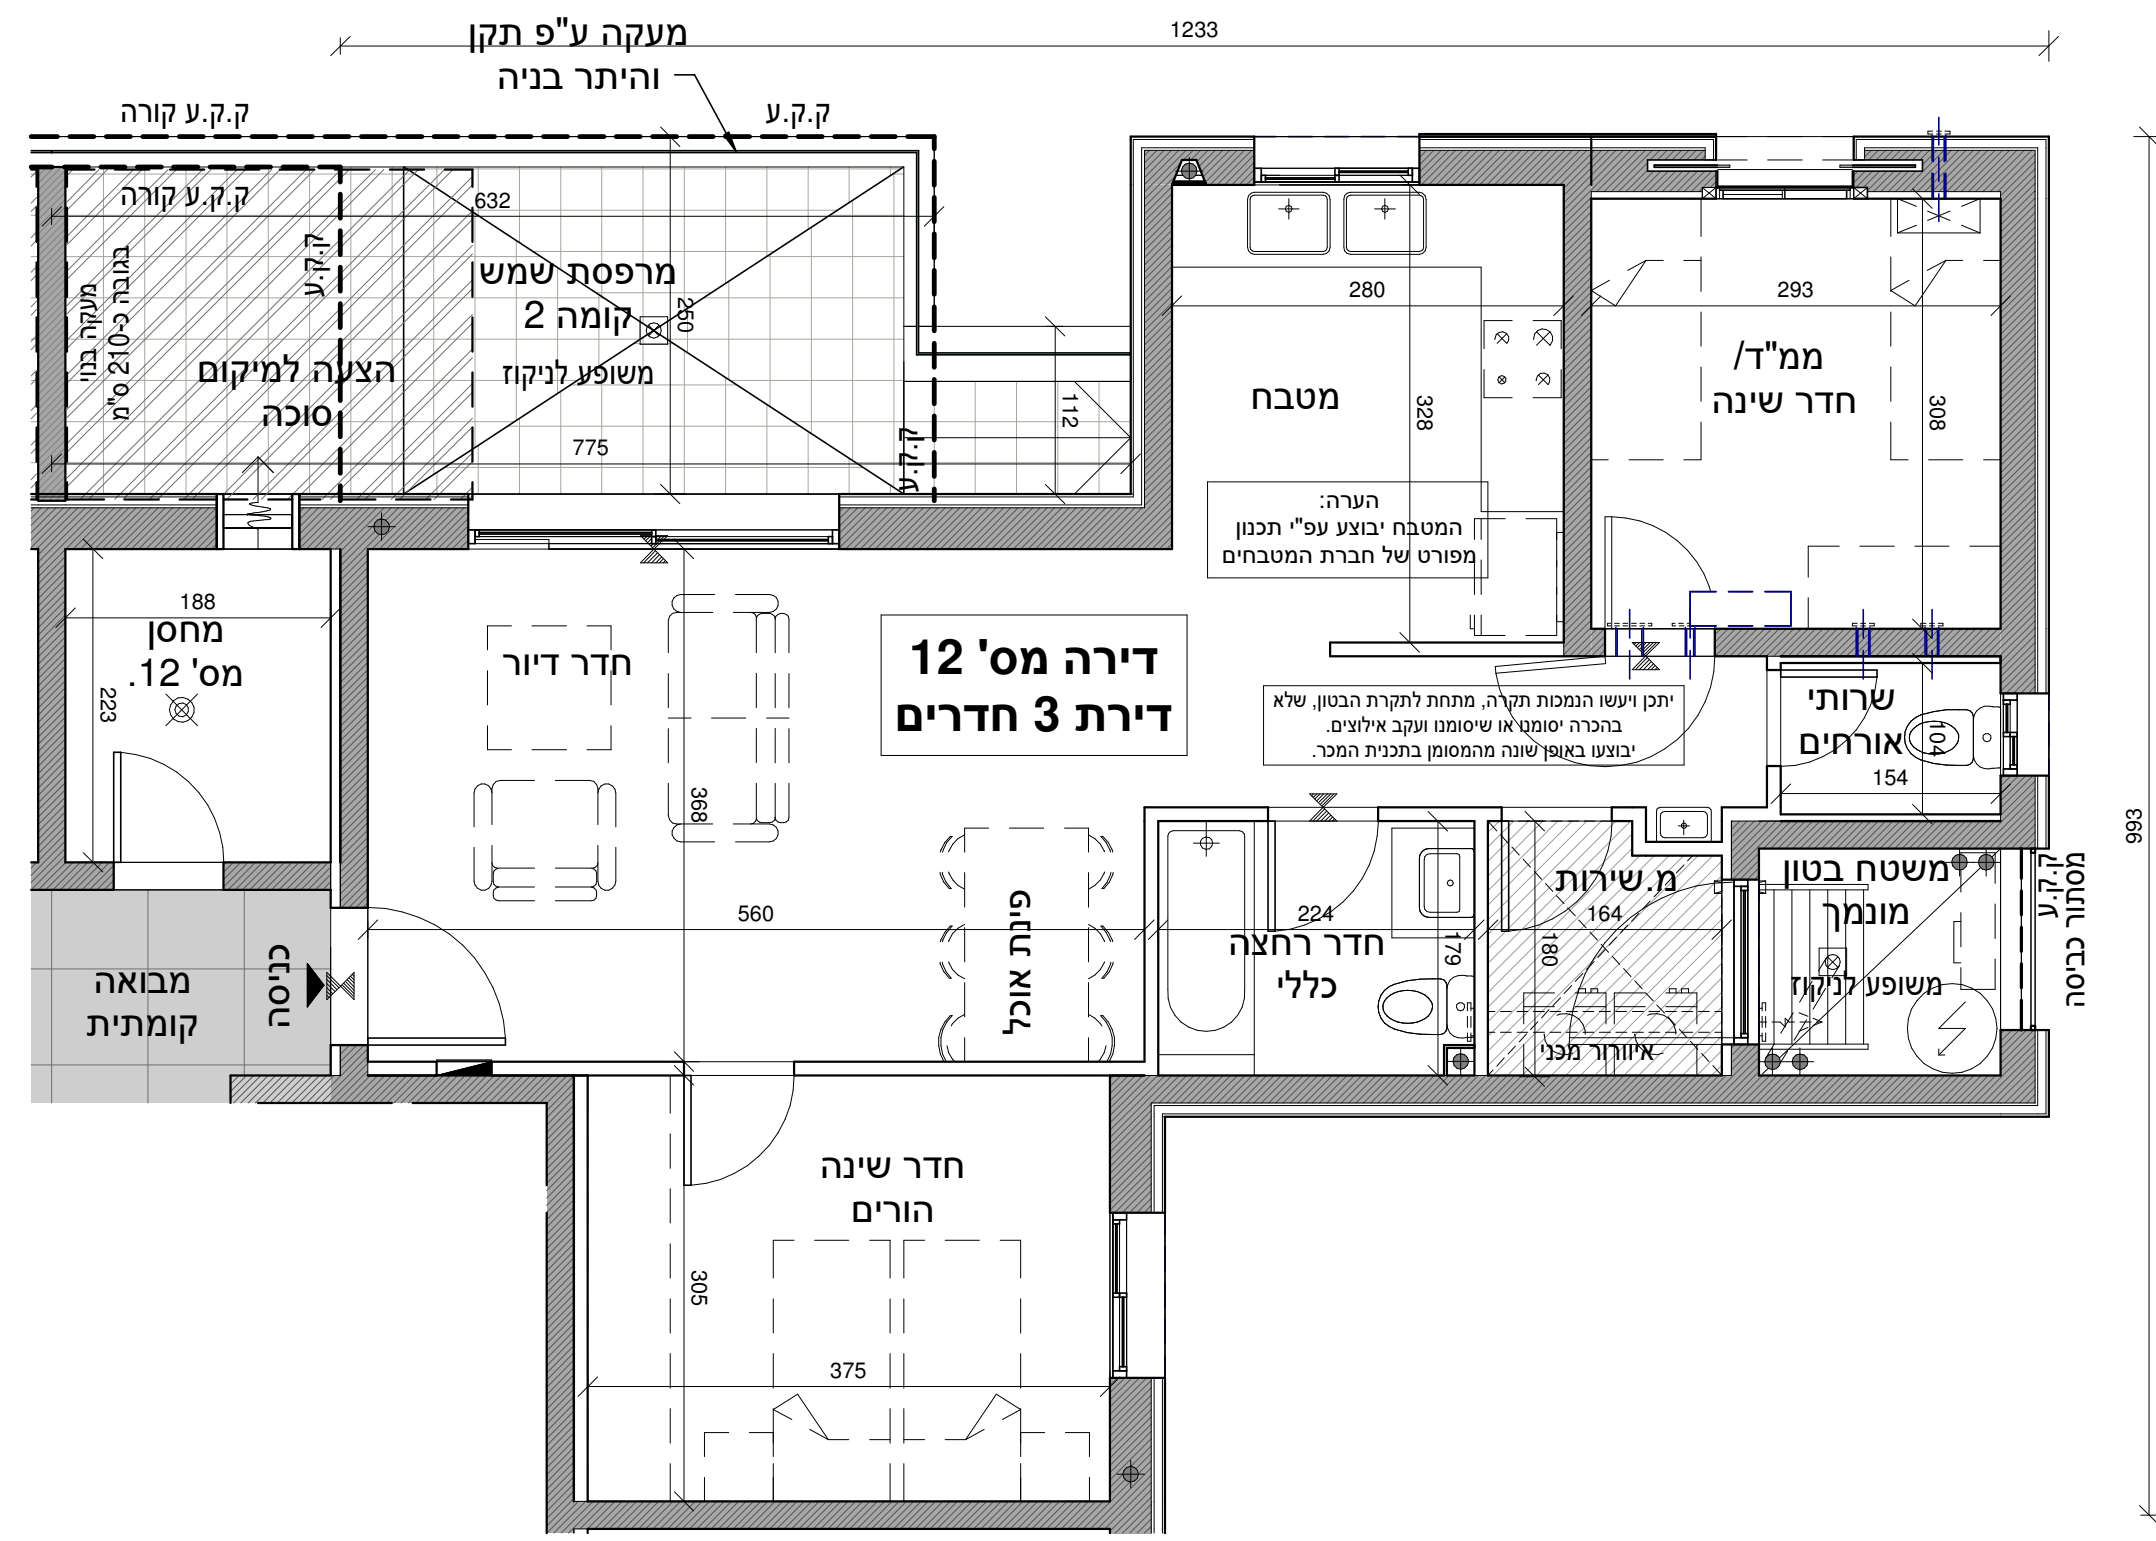 1233
מעקה ע"פ תקן
והיתר בניה
ק.ק.ע קורה
ק.ק.ע
ק.ק.ע קורה
632
ק.ק.ע
מעקה בנוי
בגובה כ-210 ס"מ
מרפסת שמש
קומה 2
משופע לניקוז
250
הצעה למיקום
סוכה
775
ק.ק.ע
112
280
מטבח
328
הערה:
המטבח יבוצע עפ"י תכנון
מפורט של חברת המטבחים
293
ממ"ד/
חדר שינה
308
188
מחסן
מס' 12.
223
חדר דיור
368
דירה מס' 12
דירת 3 חדרים
יתכן ויעשו הנמכות תקרה, מתחת לתקרת הבטון, שלא
בהכרה יסומנו או שיסומנו ועקב אילוצים.
יבוצעו באופן שונה מהמסומן בתכנית המכר.
שרותי
אורחים
104
154
993
מבואה
קומתית
כניסה
560
פינת אוכל
224
חדר רחצה
כללי
179
מ.שירות
164
180
איוורור מכני
משטח בטון
מונמך
משופע לניקוז
ק.ק.ע
מסתור כביסה
חדר שינה
הורים
305
375